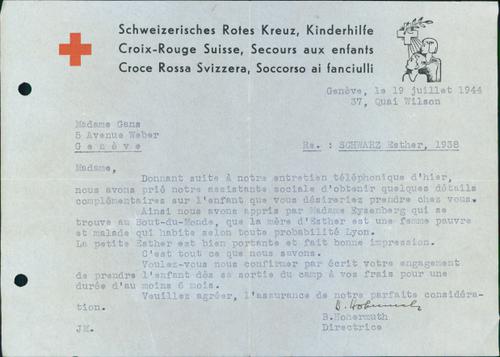 Schweizerisches Rotes Kreuz, Kinderhilfe
Croix-Rouge Suisse, Secours aux enfants
Croce Rossa Svizzera, Soccorso ai fanciulli
Genève, le 19 juillet 1944
37, Quai Wilson
Madame Gans
5 Avenue Weber
Genève
Re. : SCHWARZ Esther, 1938
Madame,
Donnant suite à notre entretien téléphonique d'hier,
nous avons prié notre assistante sociale d'obtenir quelques détails
complémentaires sur l'enfant que vous désireriez prendre chez vous.
Ainsi nous avons appris par Madame Eyzenberg qui se
trouve au Bout-du-Monde, que la mère d'Esther est une femme pauvre
et malade qui habite selon toute probabilité Lyon.
La petite Esther est bien portante et fait bonne impression.
C'est tout ce que nous savons.
Voulez-vous nous confirmer par écrit votre engagement
de prendre l'enfant dès sa sortie du camp à vos frais pour une
durée d'au moins 6 mois.
Veuillez agréer, l'assurance de notre parfaite considéra-
tion.
B. Hohermuth
B.Hohermuth
JM.
Directrice